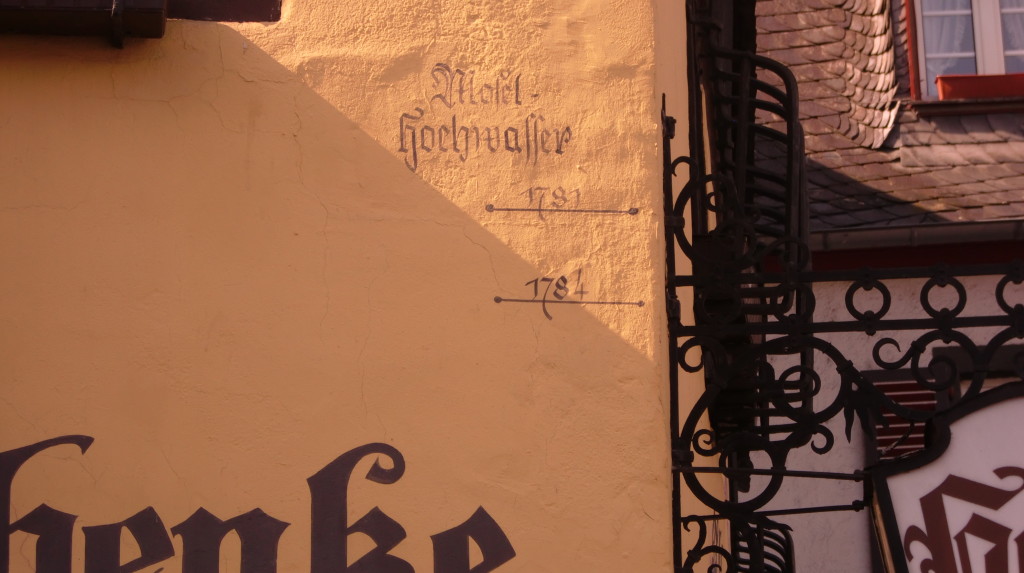 Mosel-
Hochwasser
1784
henke